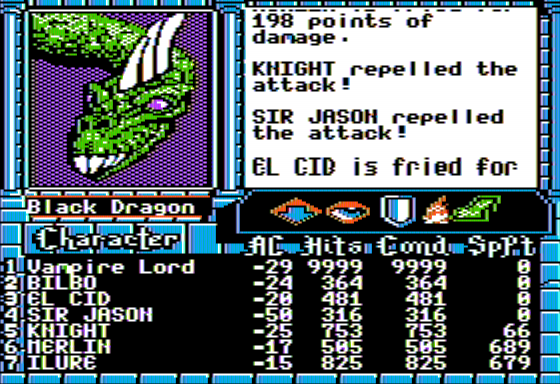 198 points of
damage.
KNIGHT repelled the
attack!
SIR JASON repelled
the attack!
EL CID is fried for
Black Dragon
Character AC Hits Cond SpPt
1 Vampire Lord -29 9999 9999 0
2 BILBO -24 364 364 0
3 EL CID -20 481 481 0
4 SIR JASON -50 316 316 0
5 KNIGHT -25 753 753 66
6 MERLIN -17 505 505 689
7 ILURE -15 825 825 679